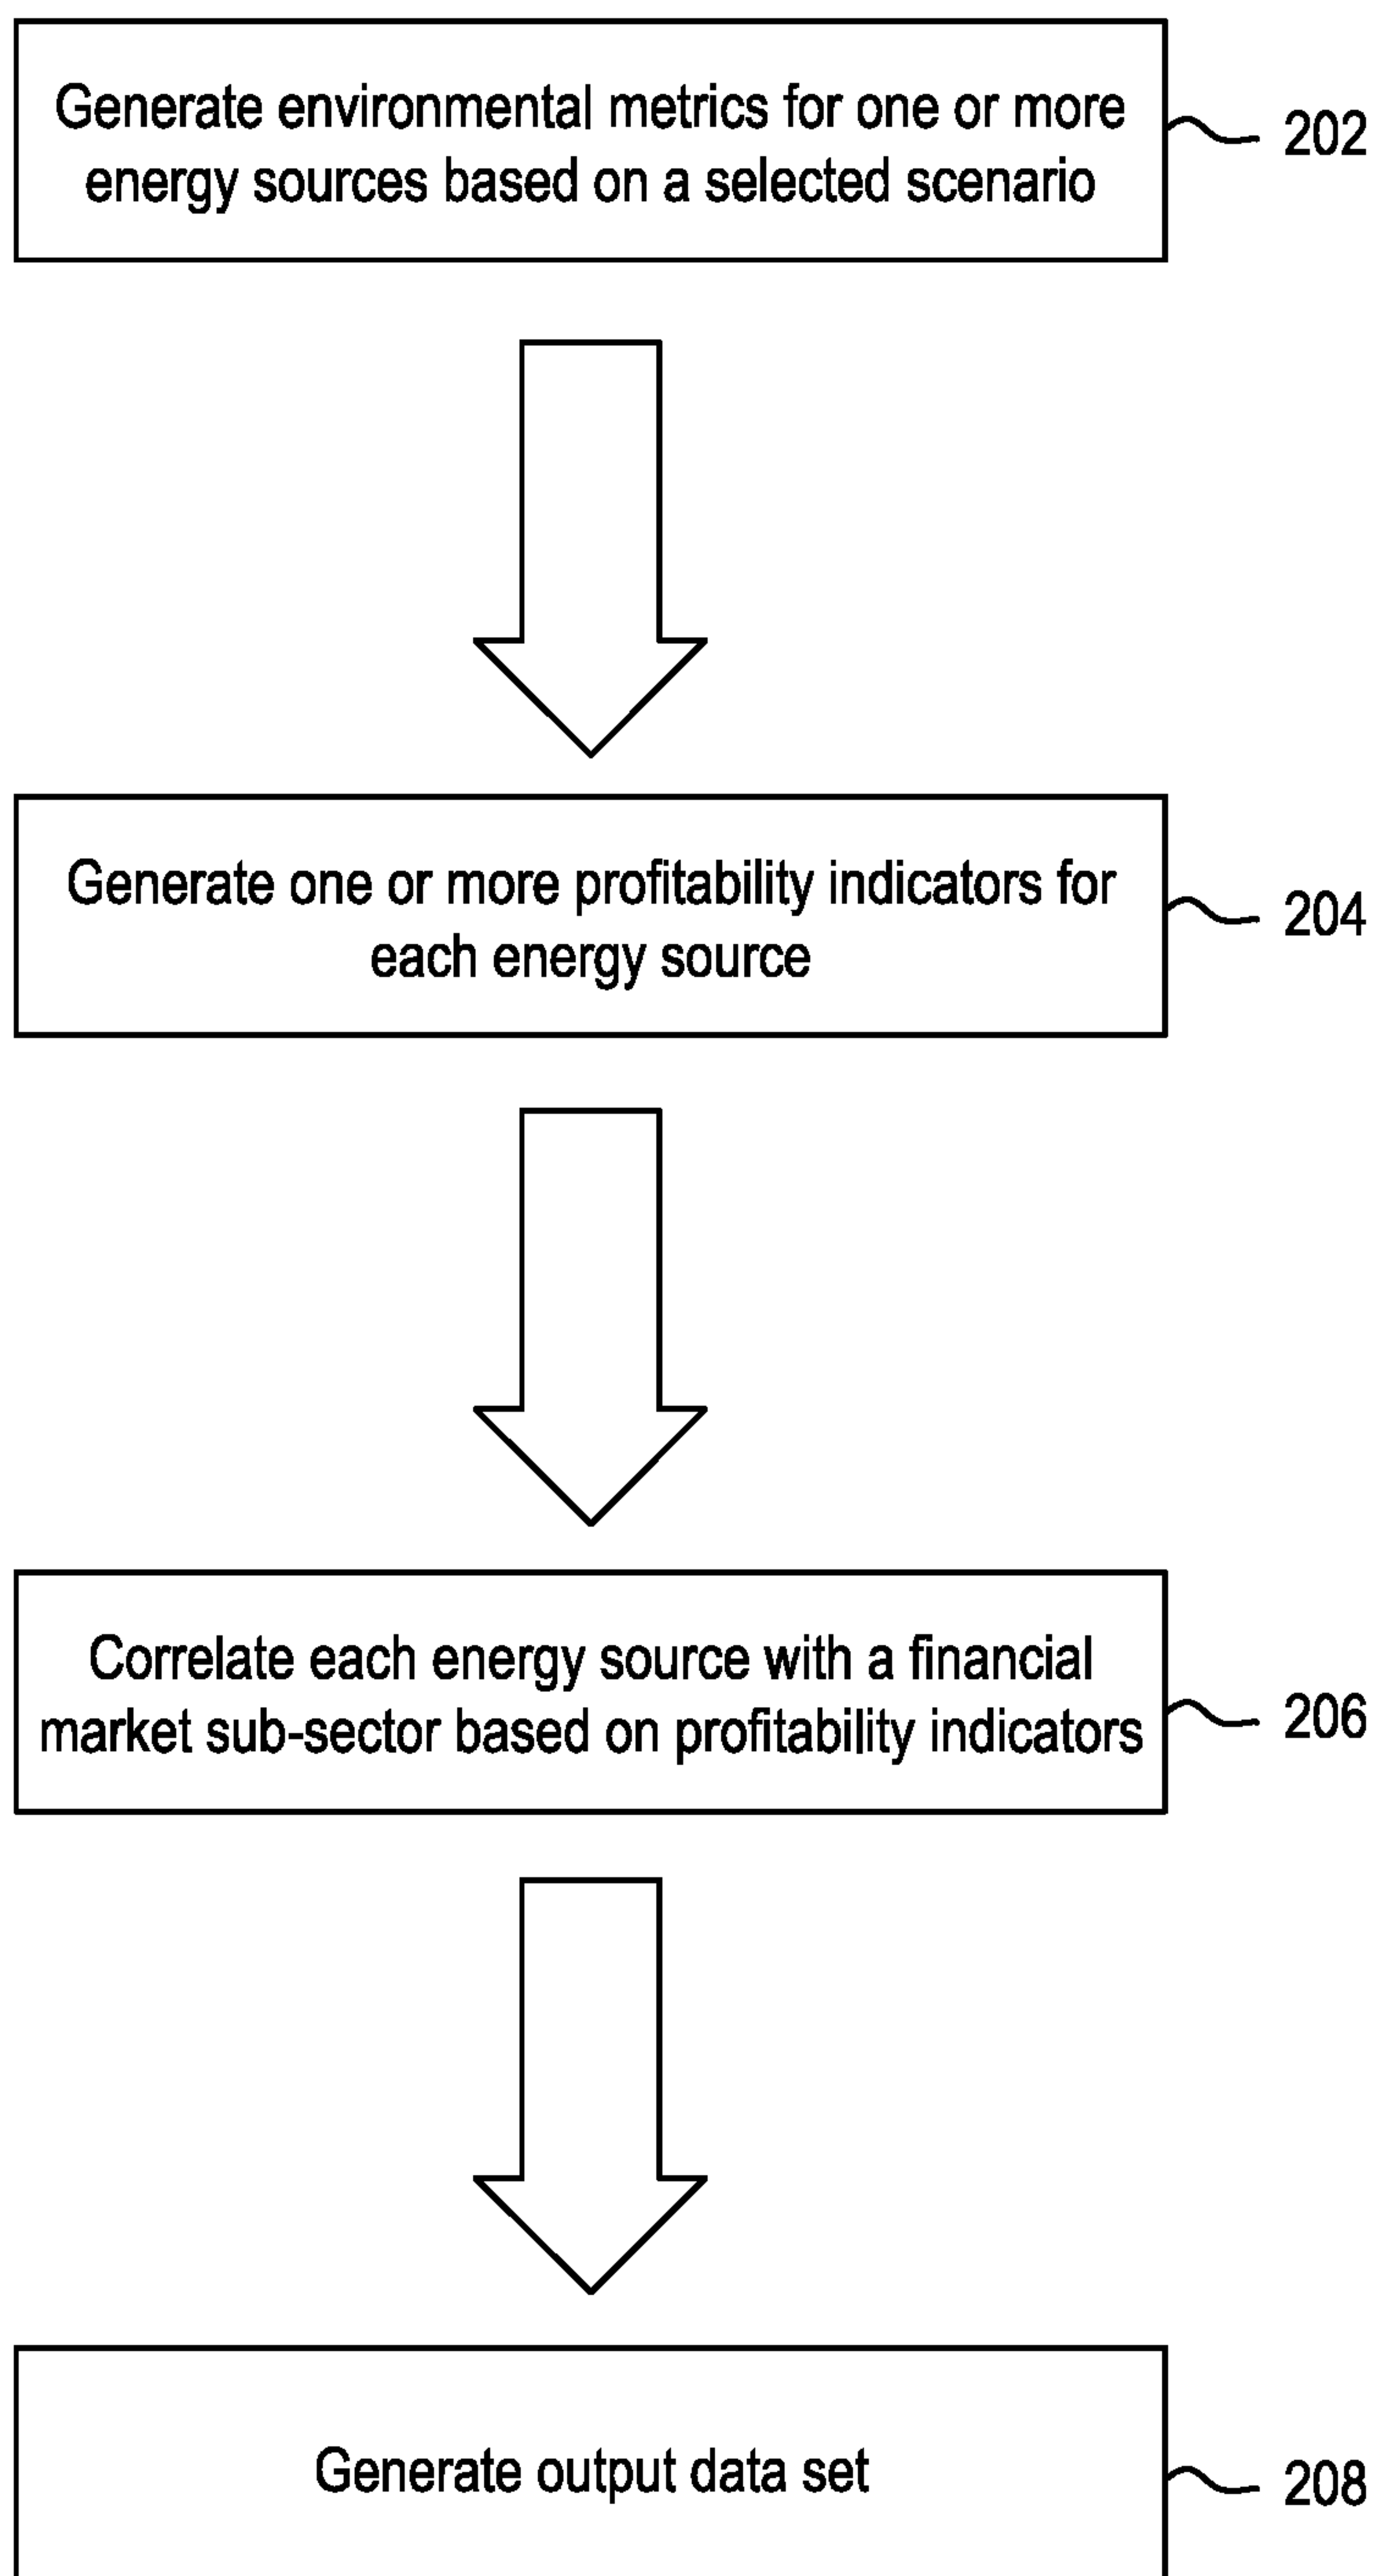 Generate environmental metrics for one or more
energy sources based on a selected scenario
202
Generate one or more profitability indicators for
each energy source
204
Correlate each energy source with a financial
market sub-sector based on profitability indicators
206
Generate output data set
208